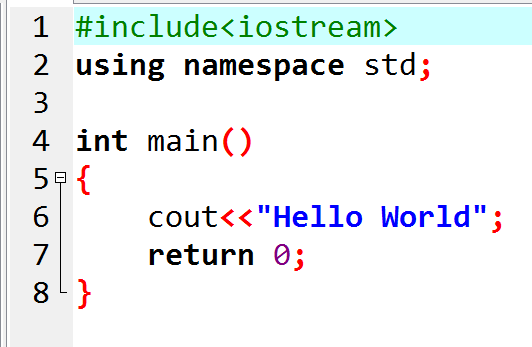 1 #include<iostream>
2 using namespace std;
3
4 int main()
5 {
6     cout<<"Hello World";
7     return 0;
8 }